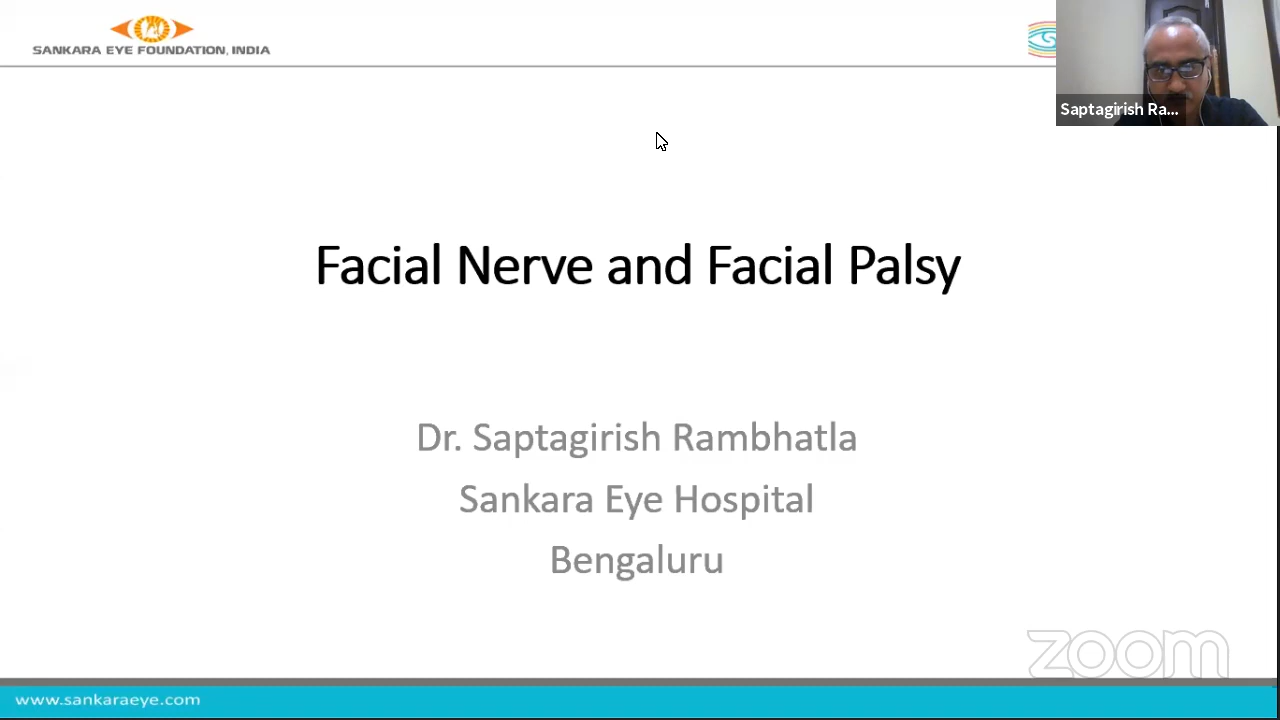 SANKARA EYE FOUNDATION, INDIA
Saptagirish Ra...
Facial Nerve and Facial Palsy
Dr. Saptagirish Rambhatla
Sankara Eye Hospital
Bengaluru
zoom
www.sankaraeye.com